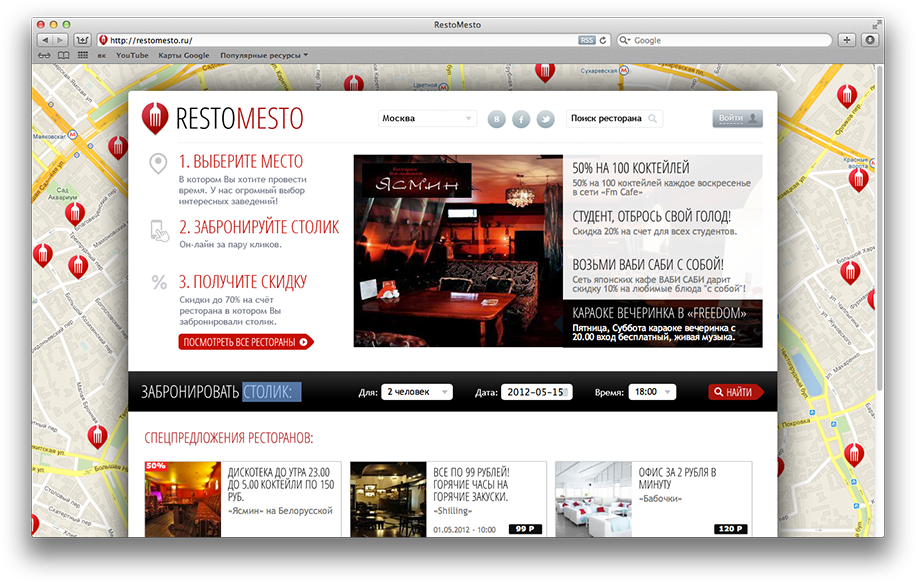 RestoMesto
http://restomesto.ru/
RSS
Google
вк
YouTube
Карты Google
Популярные ресурсы
Цветной
Сухаревская
Маяковская
Сад
Аквариум
Красные
ворота
RESTOMESTO
Москва
В
f
Поиск ресторана
Войти
1. ВЫБЕРИТЕ МЕСТО
В котором Вы хотите провести
время. У нас огромный выбор
интересных заведений!
2. ЗАБРОНИРУЙТЕ СТОЛИК
Он-лайн за пару кликов.
%
3. ПОЛУЧИТЕ СКИДКУ
Скидки до 70% на счёт
ресторана в котором Вы
забронировали столик.
ПОСМОТРЕТЬ ВСЕ РЕСТОРАНЫ
ЯСМИН
50% НА 100 КОКТЕЙЛЕЙ
50% на 100 коктейлей каждое воскресенье
в сети «Fm Cafe»
СТУДЕНТ, ОТБРОСЬ СВОЙ ГОЛОД!
Скидка 20% на счет для всех студентов.
ВОЗЬМИ ВАБИ САБИ С СОБОЙ!
Сеть японских кафе ВАБИ САБИ дарит
скидку 10% на любимые блюда "с собой"!
КАРАОКЕ ВЕЧЕРИНКА В «FREEDOM»
Пятница, Суббота караоке вечеринка с
20.00 вход бесплатный, живая музыка.
ЗАБРОНИРОВАТЬ СТОЛИК:
Для:
2 человек
Дата:
2012-05-15
Время:
18:00
НАЙТИ
СПЕЦПРЕДЛОЖЕНИЯ РЕСТОРАНОВ:
50%
ДИСКОТЕКА ДО УТРА 23.00
ДО 5.00 КОКТЕЙЛИ ПО 150
РУБ.
«Ясмин» на Белорусской
ВСЕ ПО 99 РУБЛЕЙ!
ГОРЯЧИЕ ЧАСЫ НА
ГОРЯЧИЕ ЗАКУСКИ.
«Shilling»
01.05.2012 - 10:00
99 Р
ОФИС ЗА 2 РУБЛЯ В
МИНУТУ
«Бабочки»
120 Р